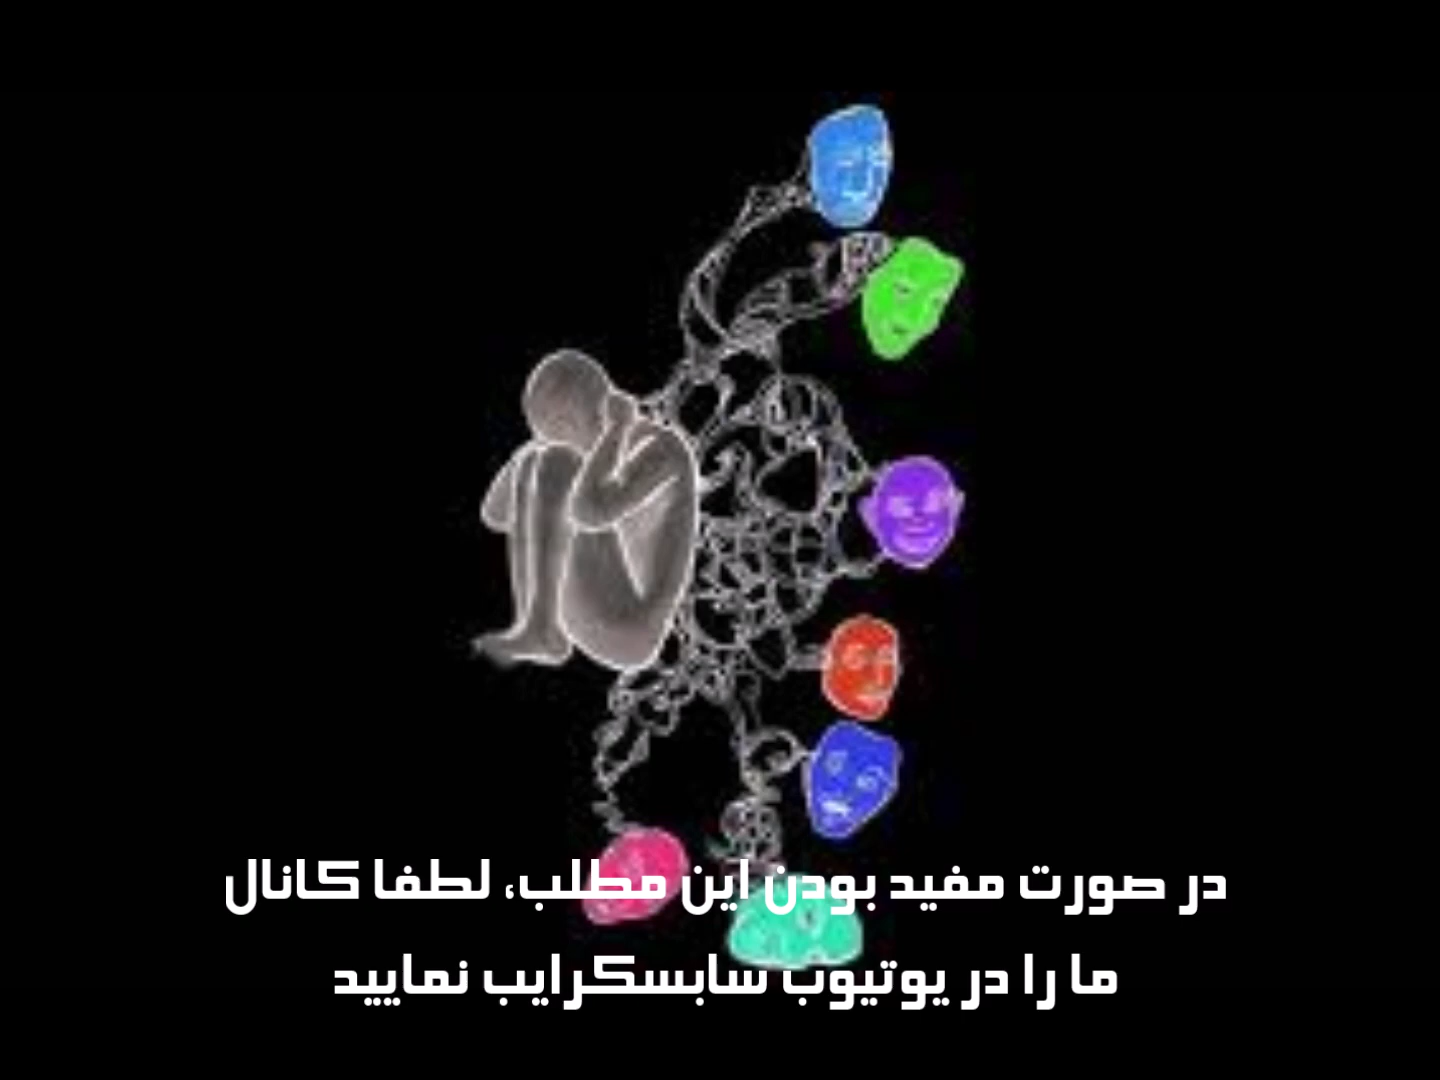 در صورت مفید بودن این مطلب، لطفا کانال
ما را در یوتیوب سابسکرایب نمایید